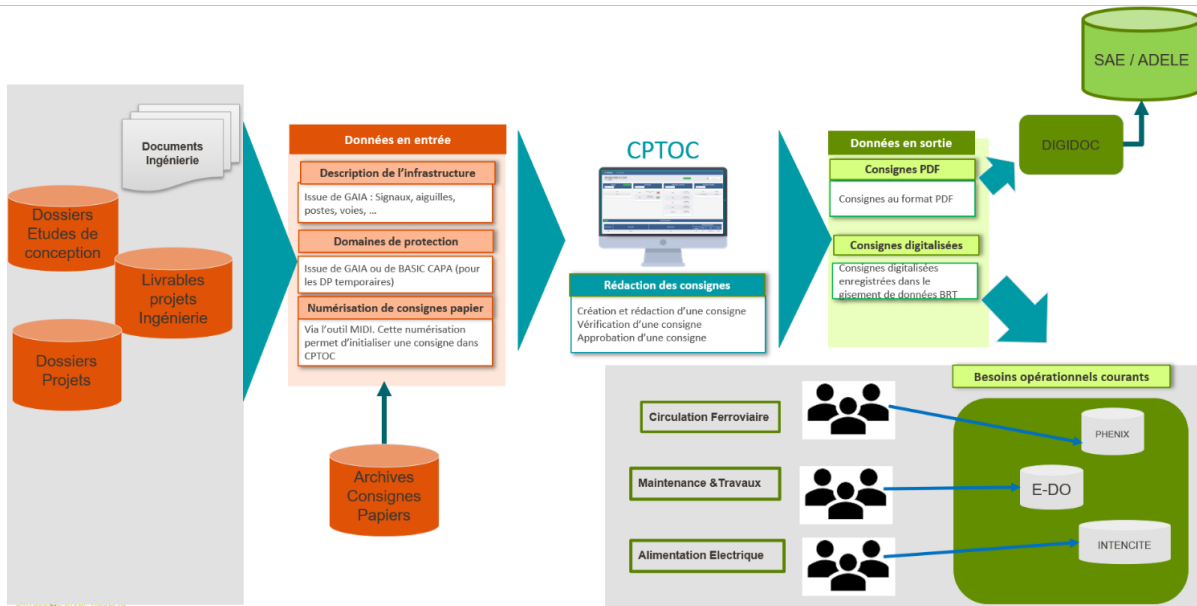 Documents
Ingénierie
Dossiers
Etudes de
conception
Livrables
projets
Ingénierie
Dossiers
Projets
Données en entrée
Description de l'infrastructure
Issue de GAIA : Signaux, aiguilles,
postes, voies, ...
Domaines de protection
Issue de GAIA ou de BASIC CAPA (pour
les DP temporaires)
Numérisation de consignes papier
Via l'outil MIDI. Cette numérisation
permet d'initialiser une consigne dans
CPTOC
Archives
Consignes
Papiers
CPTOC
Rédaction des consignes
Création et rédaction d'une consigne
Vérification d'une consigne
Approbation d'une consigne
Données en sortie
Consignes PDF
Consignes au format PDF
Consignes digitalisées
Consignes digitalisées
enregistrées dans le
gisement de données BRT
DIGIDOC
SAE / ADELE
Besoins opérationnels courants
Circulation Ferroviaire
PHENIX
Maintenance &Travaux
E-DO
Alimentation Electrique
INTENCITE